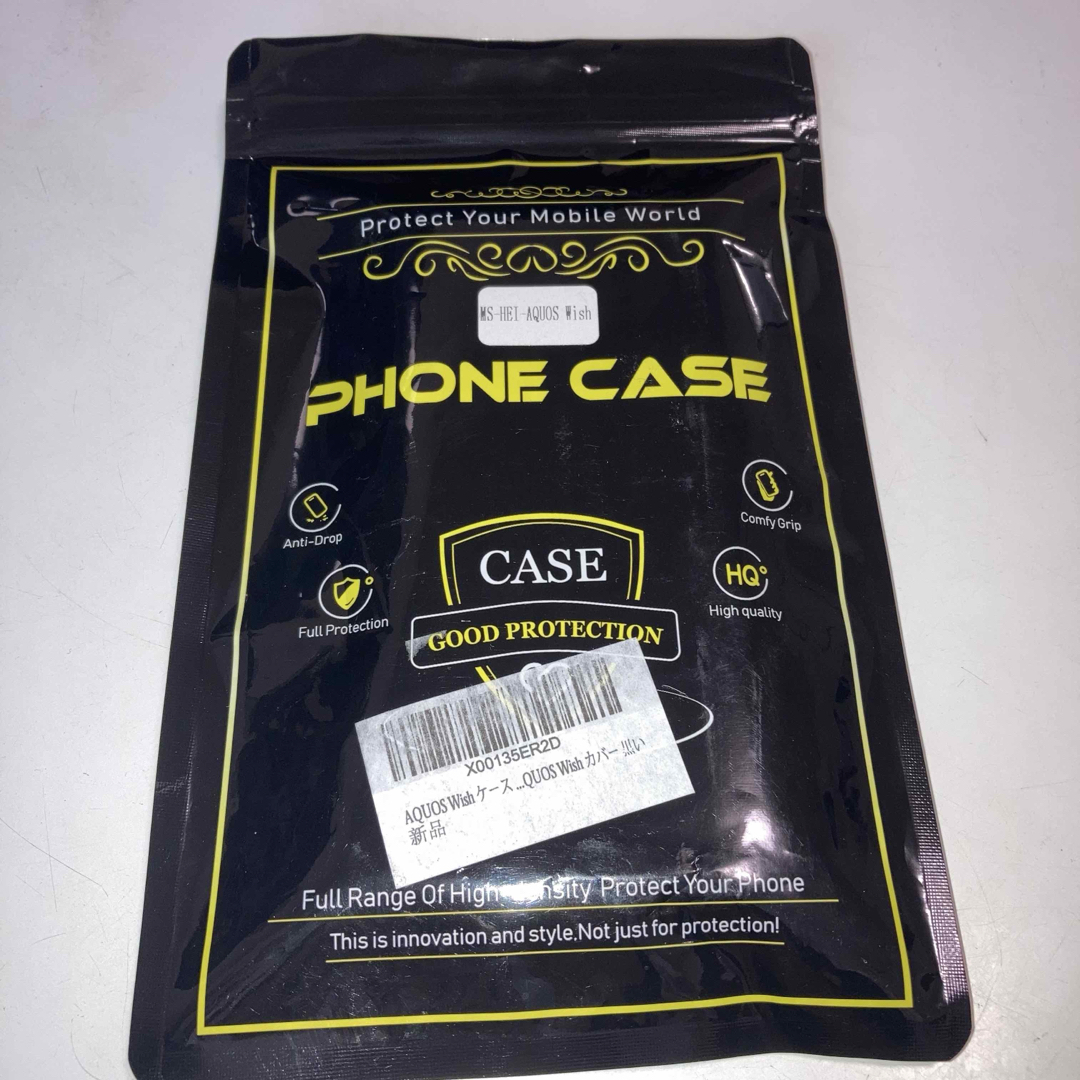 Protect Your Mobile World
MS-HEI-AQUOS Wish
PHONE CASE
Anti-Drop
Comfy Grip
Full Protection
HQ
High quality
CASE
GOOD PROTECTION
X00135ER2D
AQUOS Wish ケース ...QUOS Wish カバー 黒い
新品
Full Range Of High Protect Your Phone
This is innovation and style.Not just for protection!